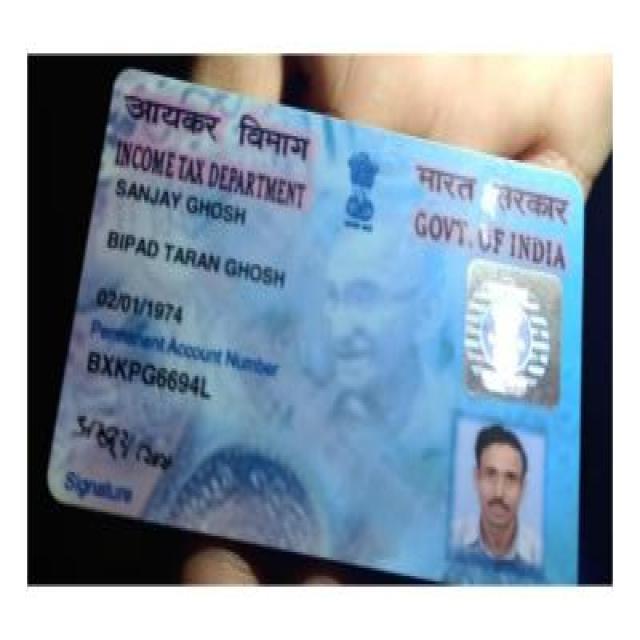 आयकर विभाग
INCOME TAX DEPARTMENT
भारत सरकार
GOVT. OF INDIA
SANJAY GHOSH
BIPAD TARAN GHOSH
02/01/1974
Permanent Account Number
BXKPG6694L
Signature